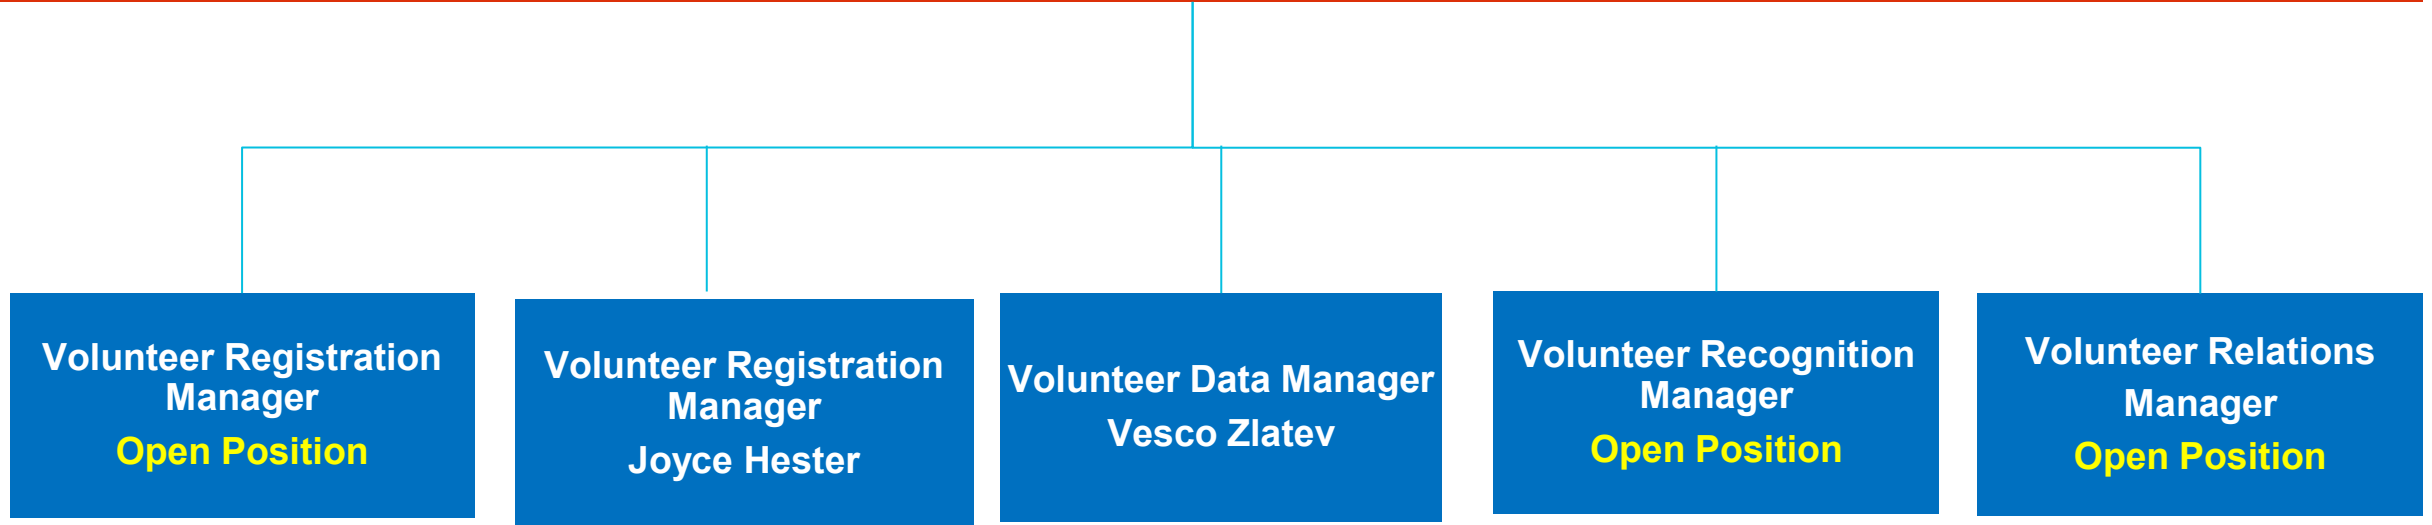 Volunteer Registration
Manager
Open Position
Volunteer Registration
Manager
Joyce Hester
Volunteer Data Manager
Vesco Zlatev
Volunteer Recognition
Manager
Open Position
Volunteer Relations
Manager
Open Position